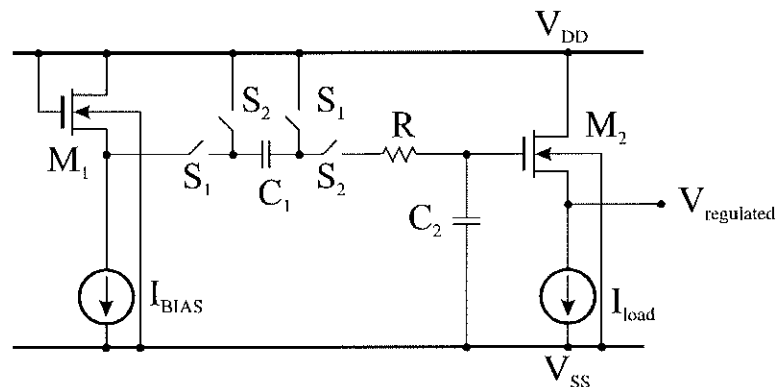 V_DD
S_2
S_1
R
M_2
M_1
S_1
C_1
S_2
C_2
V_regulated
I_BIAS
I_load
V_SS